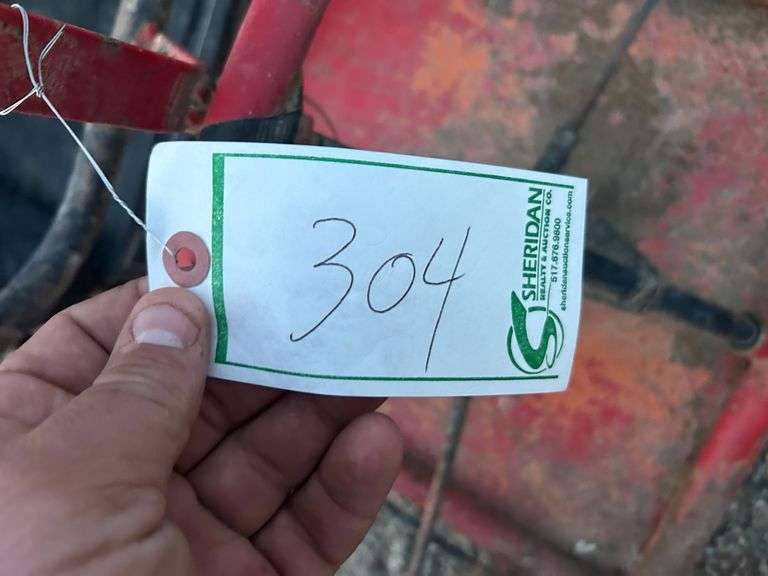 304
SHERIDAN
REALTY & AUCTION CO.
517.676.9800
sheridanauctionservice.com